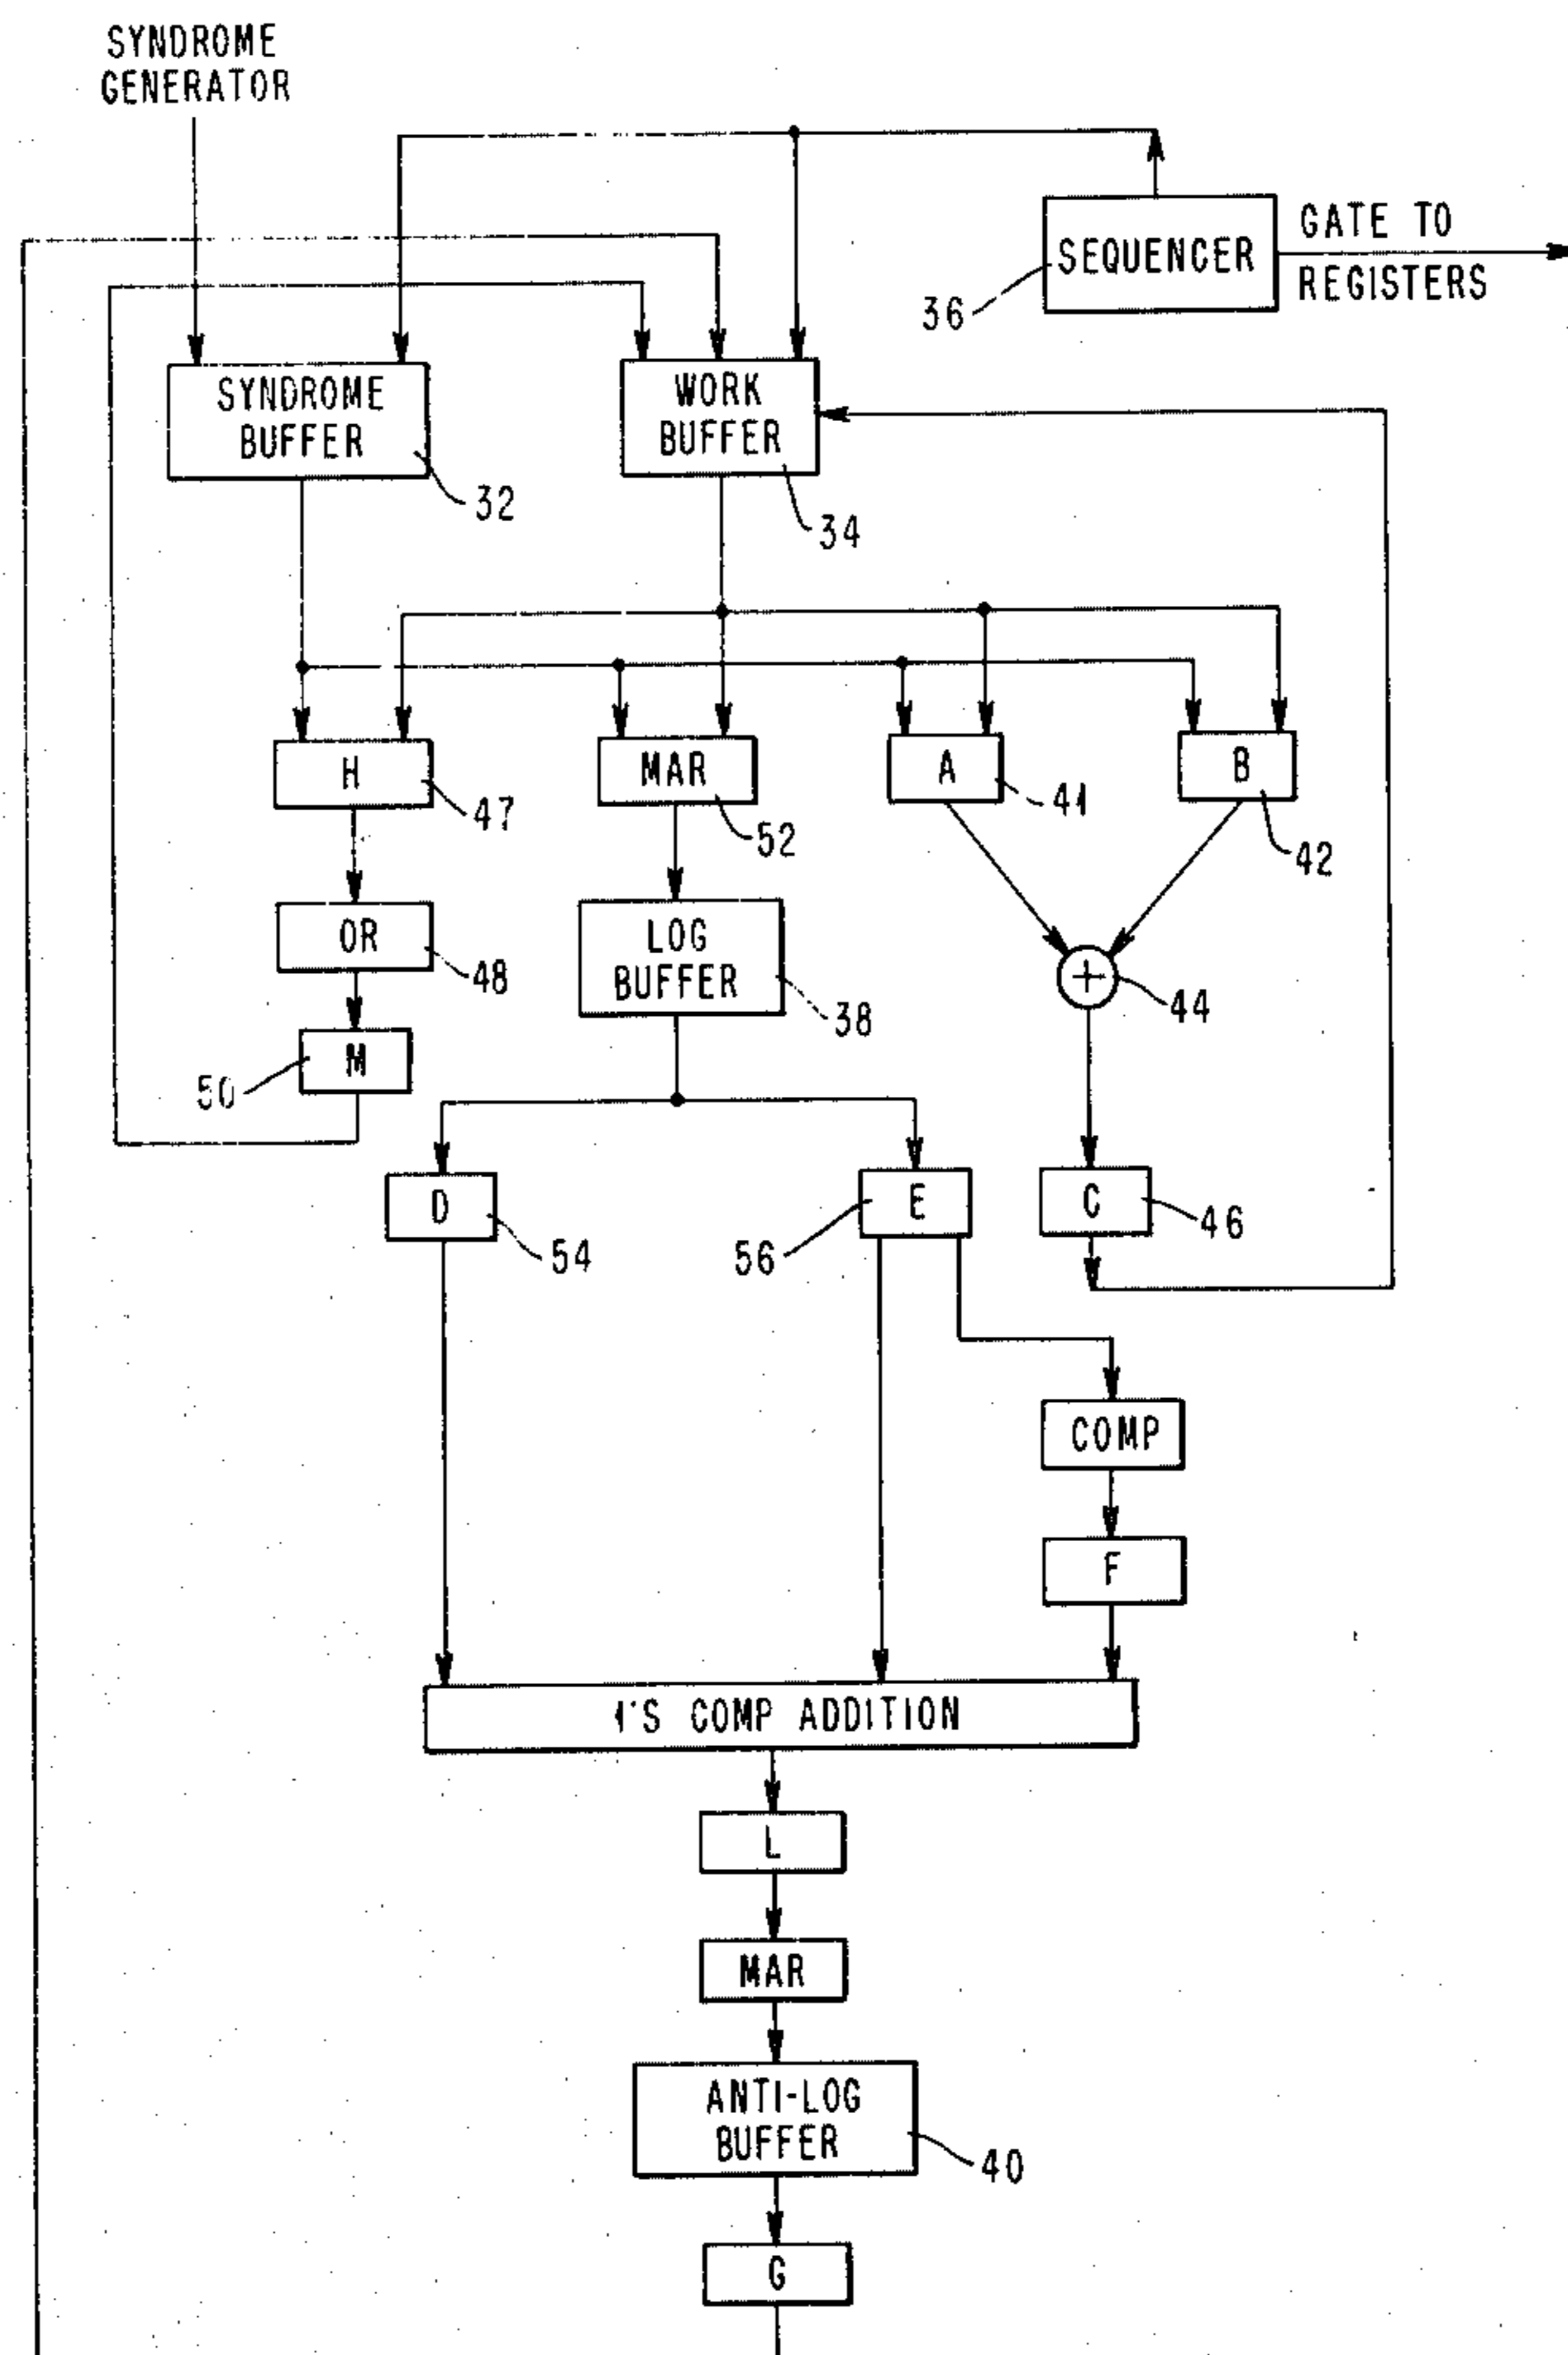 SYNDROME
GENERATOR
SEQUENCER
GATE TO
REGISTERS
36
SYNDROME
BUFFER
32
WORK
BUFFER
34
H
47
MAR
52
A
41
B
42
OR
48
LOG
BUFFER
38
+
44
M
50
D
54
E
56
C
46
COMP
F
1'S COMP ADDITION
L
MAR
ANTI-LOG
BUFFER
40
G